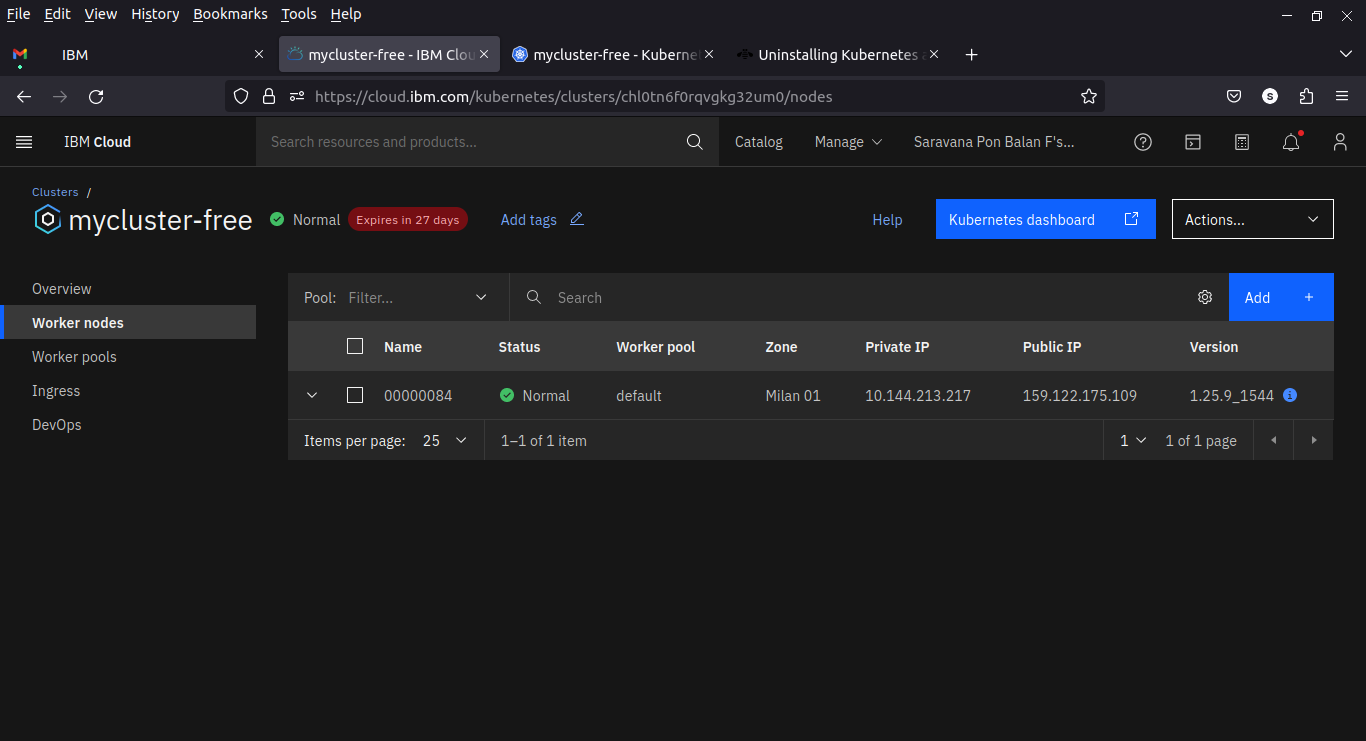 File Edit View History Bookmarks Tools Help
IBM
mycluster-free - IBM Clou
mycluster-free - Kuberne
Uninstalling Kubernetes
https://cloud.ibm.com/kubernetes/clusters/chl0tn6f0rqvgkg32um0/nodes
S
IBM Cloud
Search resources and products...
Catalog
Manage
Saravana Pon Balan F's...
Clusters /
mycluster-free
Normal
Expires in 27 days
Add tags
Help
Kubernetes dashboard
Actions...
Overview
Worker nodes
Worker pools
Ingress
DevOps
Pool: Filter...
Search
Add +
Name Status Worker pool Zone Private IP Public IP Version
00000084 Normal default Milan 01 10.144.213.217 159.122.175.109 1.25.9_1544
Items per page: 25 1–1 of 1 item 1 1 of 1 page